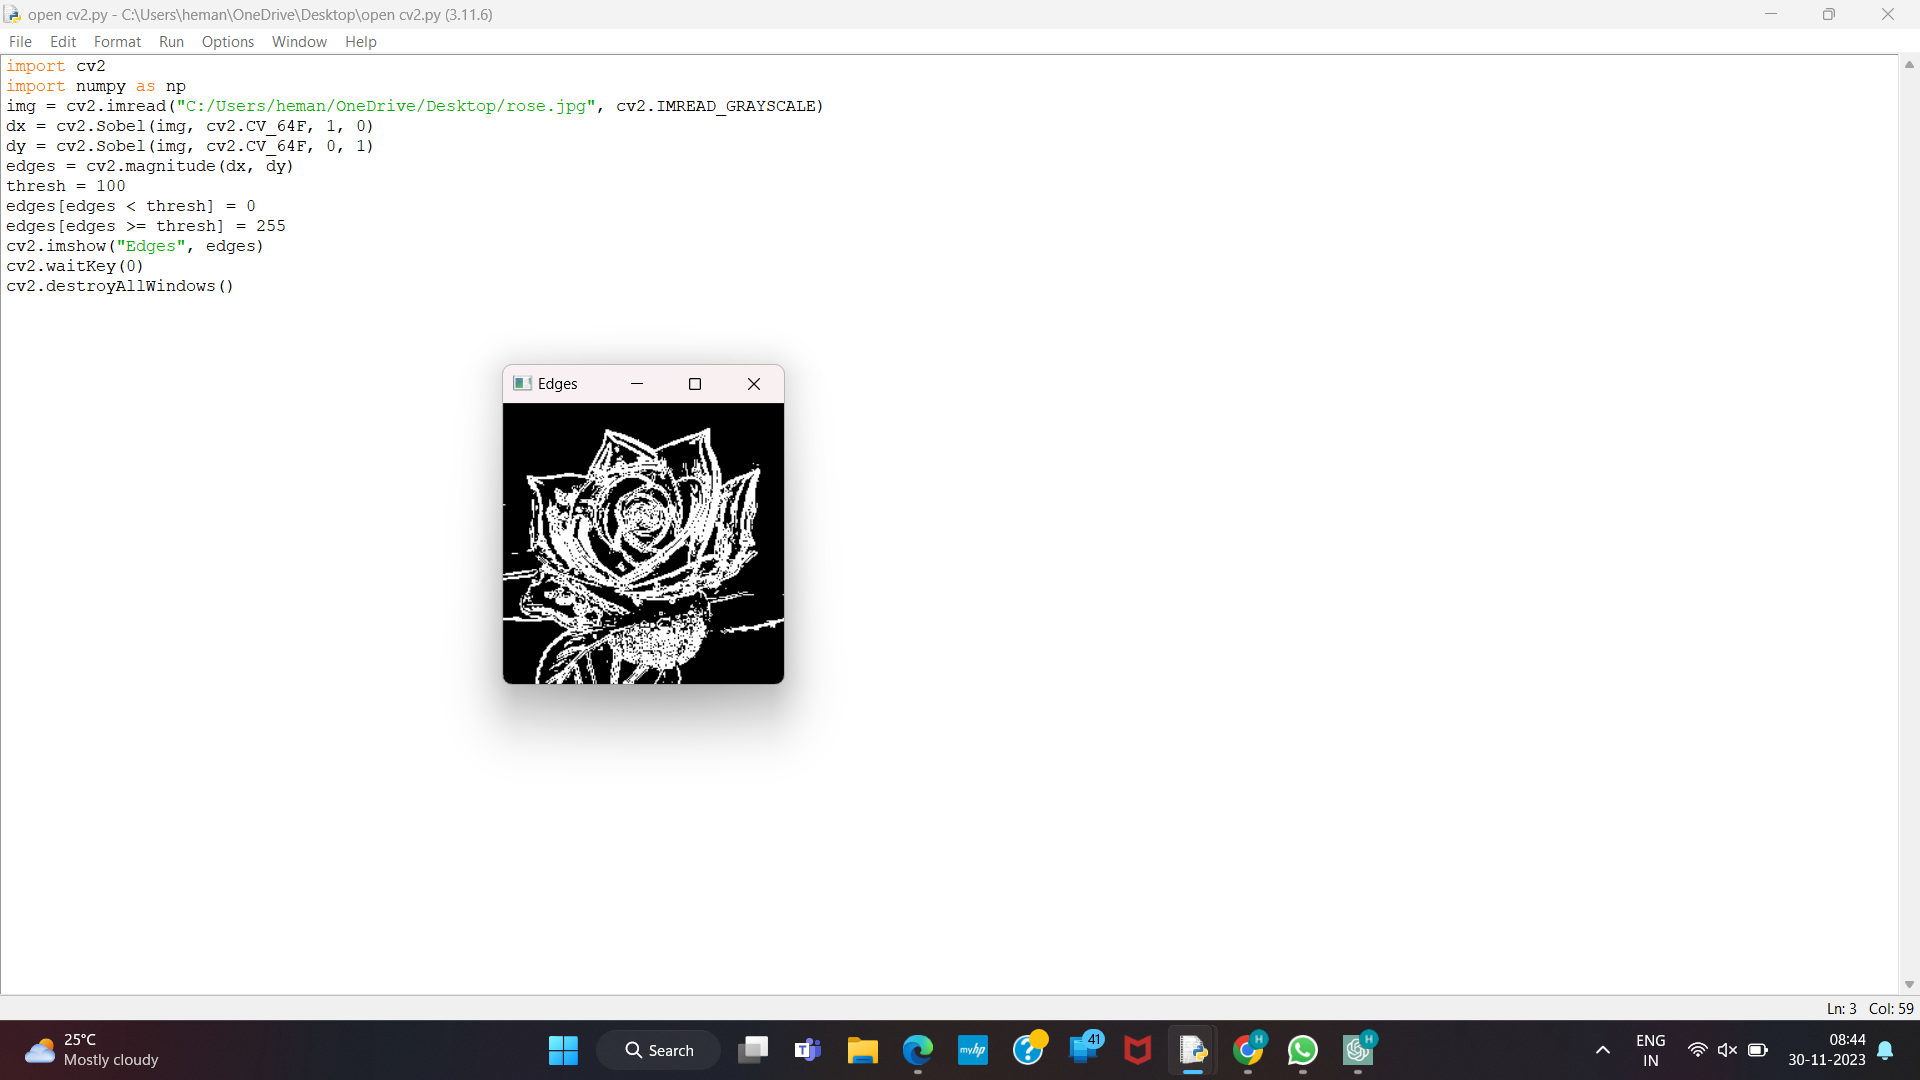 open cv2.py - C:\Users\heman\OneDrive\Desktop\open cv2.py (3.11.6)
File Edit Format Run Options Window Help
import cv2
import numpy as np
img = cv2.imread("C:/Users/heman/OneDrive/Desktop/rose.jpg", cv2.IMREAD_GRAYSCALE)
dx = cv2.Sobel(img, cv2.CV_64F, 1, 0)
dy = cv2.Sobel(img, cv2.CV_64F, 0, 1)
edges = cv2.magnitude(dx, dy)
thresh = 100
edges[edges < thresh] = 0
edges[edges >= thresh] = 255
cv2.imshow("Edges", edges)
cv2.waitKey(0)
cv2.destroyAllWindows()
Edges
Ln: 3 Col: 59
25°C
Mostly cloudy
Search
T
myhp
?
41
H
H
ENG
IN
08:44
30-11-2023